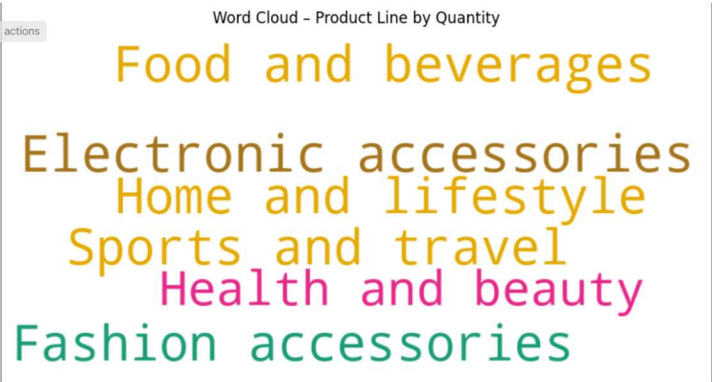 Word Cloud – Product Line by Quantity
actions
Food and beverages
Electronic accessories
Home and lifestyle
Sports and travel
Health and beauty
Fashion accessories